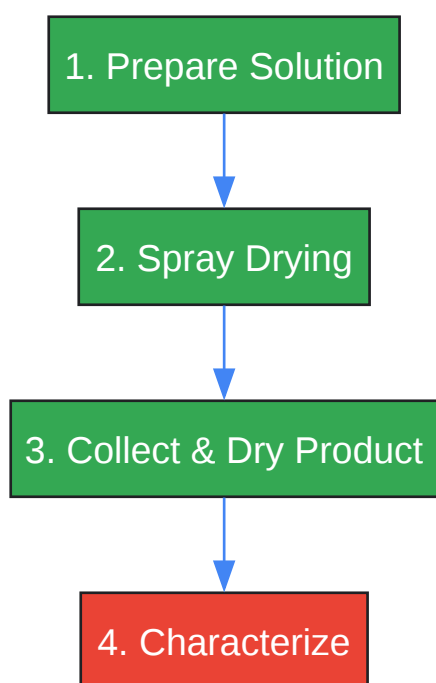 1. Prepare Solution
2. Spray Drying
3. Collect & Dry Product
4. Characterize